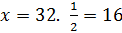 x = 32. 1/2 = 16